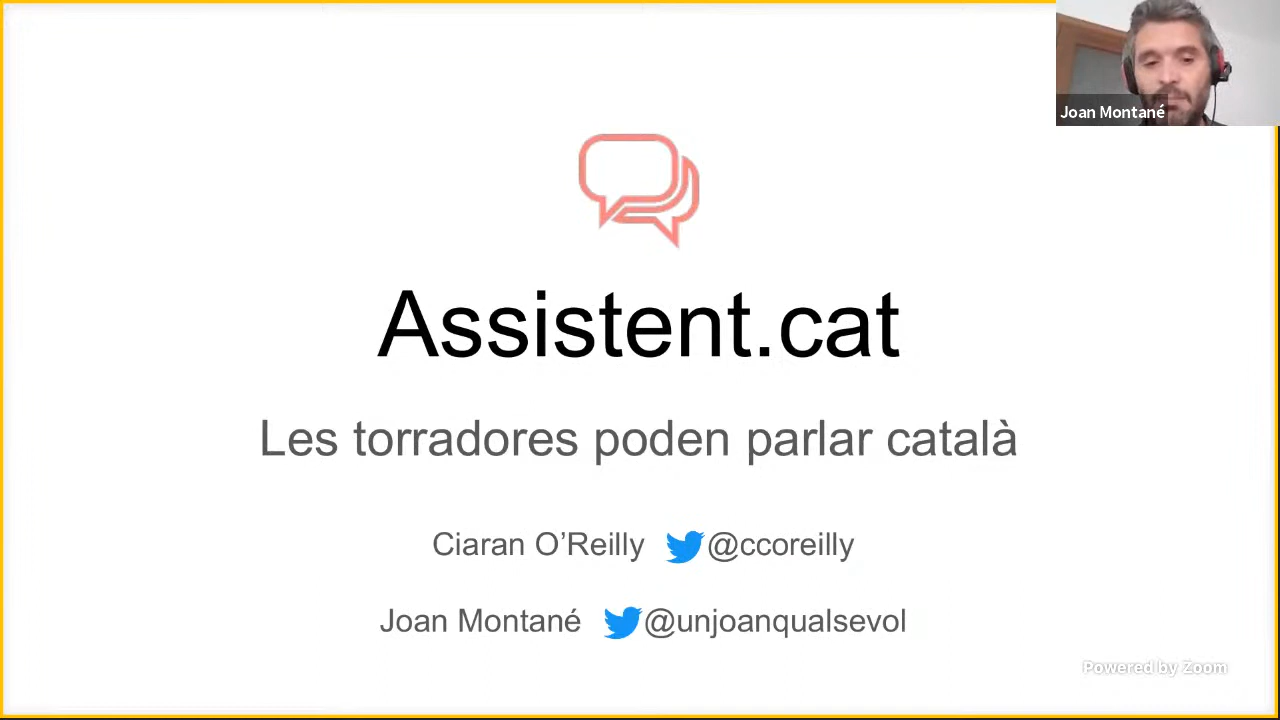 Joan Montané
Assistent.cat
Les torradores poden parlar català
Ciaran O’Reilly @ccoreilly
Joan Montané @unjoanqualsevol
Powered by Zoom